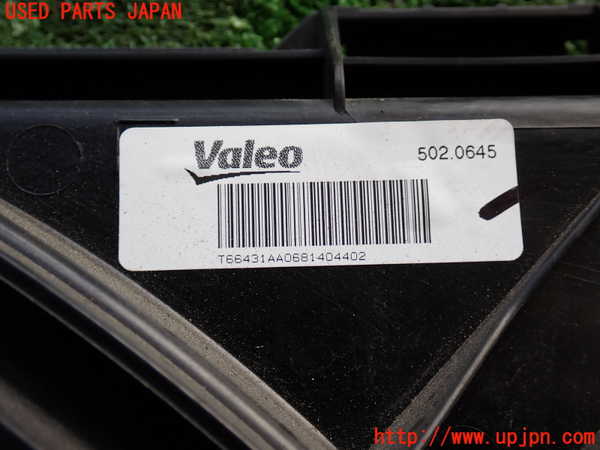 USED PARTS JAPAN
Valeo
502.0645
T66431AA0681404402
http://www.upjpn.com/